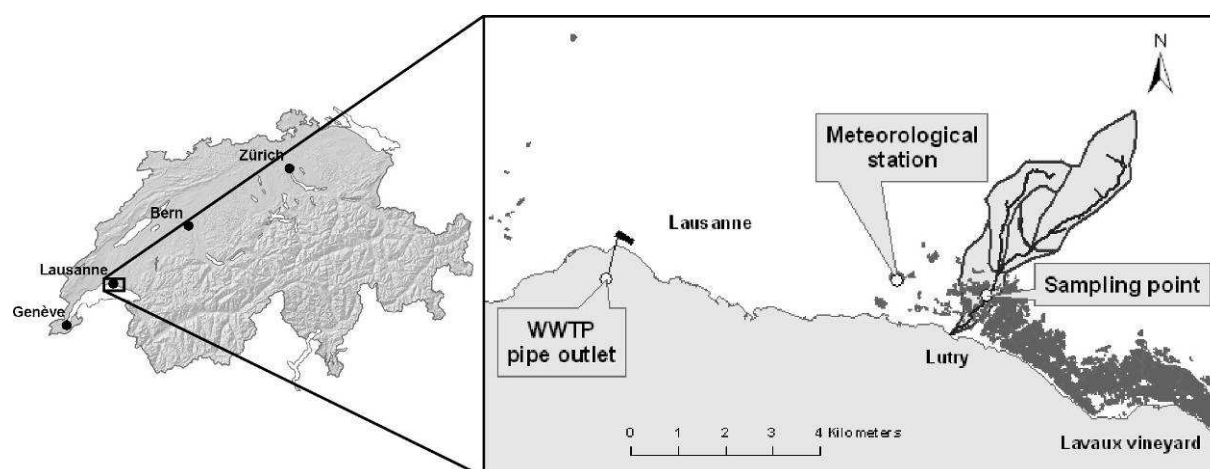 Zürich
Bern
Lausanne
Genève
N
Meteorological
station
Lausanne
Sampling point
WWTP
pipe outlet
Lutry
0 1 2 3 4 Kilometers
Lavaux vineyard